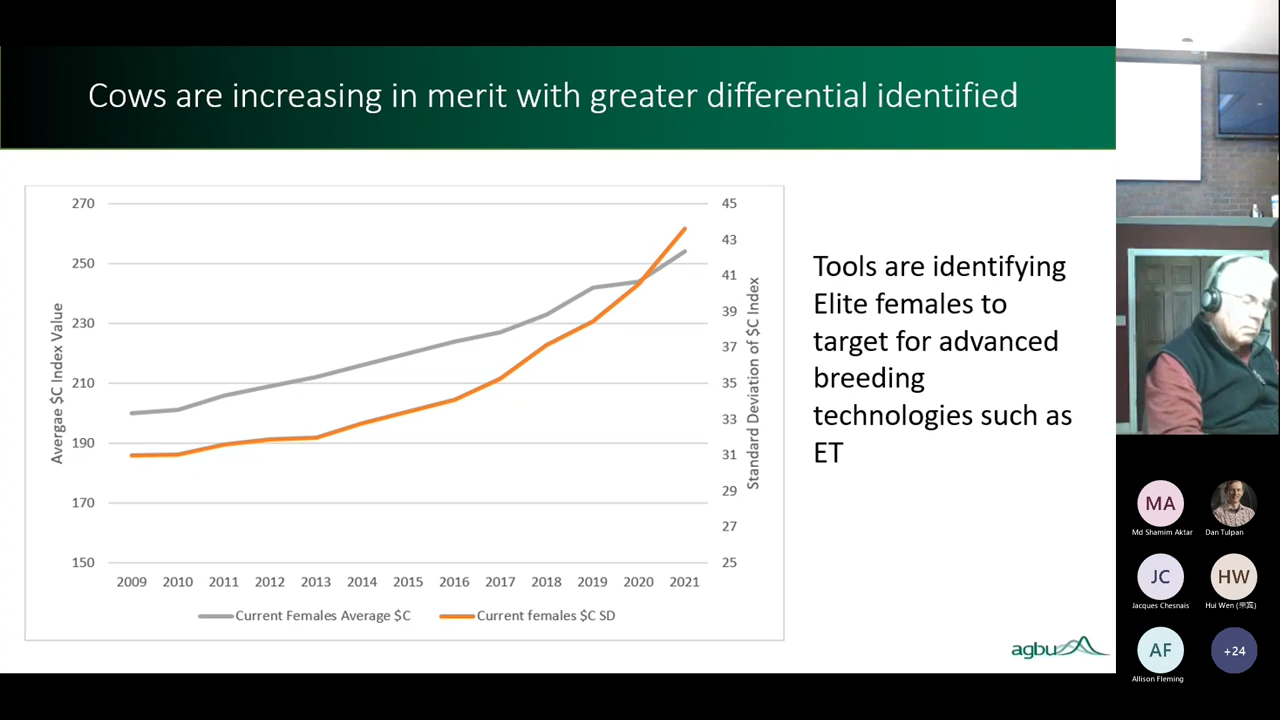 Cows are increasing in merit with greater differential identified
270
250
230
210
190
170
150
Avergae $C Index Value
45
43
41
39
37
35
33
31
29
27
25
Standard Deviation of $C Index
2009 2010 2011 2012 2013 2014 2015 2016 2017 2018 2019 2020 2021
Current Females Average $C Current females $C SD
Tools are identifying
Elite females to
target for advanced
breeding
technologies such as
ET
agbu
MA
Md Shamim Aktar
Dan Tulpan
JC
Jacques Chesnais
HW
Hui Wen
AF
Allison Fleming
+24